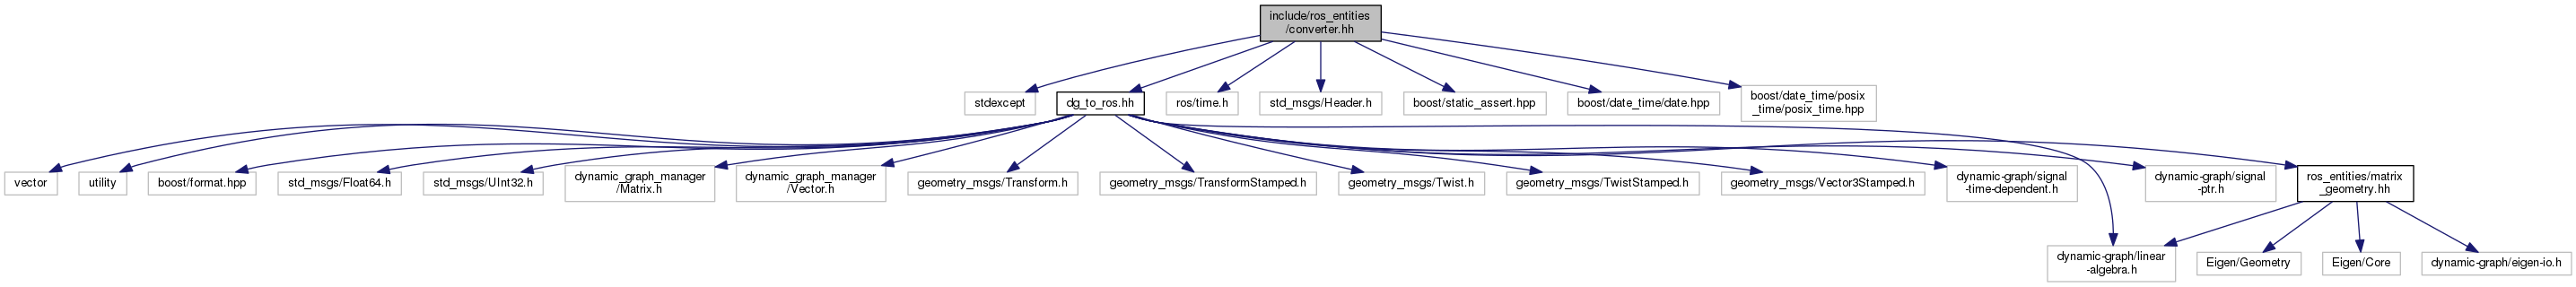 include/ros_entities
/converter.hh
stdexcept
dg_to_ros.hh
ros/time.h
std_msgs/Header.h
boost/static_assert.hpp
boost/date_time/date.hpp
boost/date_time/posix
_time/posix_time.hpp
vector
utility
boost/format.hpp
std_msgs/Float64.h
std_msgs/UInt32.h
dynamic_graph_manager
/Matrix.h
dynamic_graph_manager
/Vector.h
geometry_msgs/Transform.h
geometry_msgs/TransformStamped.h
geometry_msgs/Twist.h
geometry_msgs/TwistStamped.h
geometry_msgs/Vector3Stamped.h
dynamic-graph/signal
-time-dependent.h
dynamic-graph/signal
-ptr.h
ros_entities/matrix
_geometry.hh
dynamic-graph/linear
-algebra.h
Eigen/Geometry
Eigen/Core
dynamic-graph/eigen-io.h